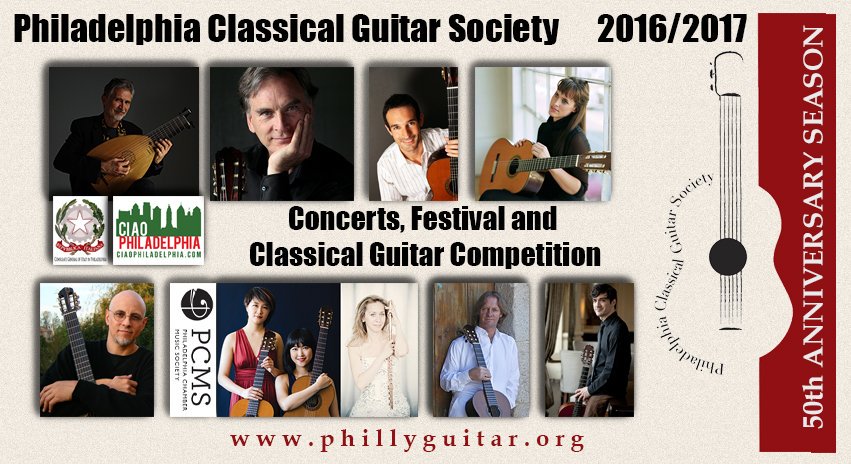 Philadelphia Classical Guitar Society 2016/2017
CIAO
PHILADELPHIA
CIAOPHILADELPHIA.COM
Concerts, Festival and
Classical Guitar Competition
PCMS
PHILADELPHIA CHAMBER
MUSIC SOCIETY
www.phillyguitar.org
Philadelphia Classical Guitar Society
50th ANNIVERSARY SEASON